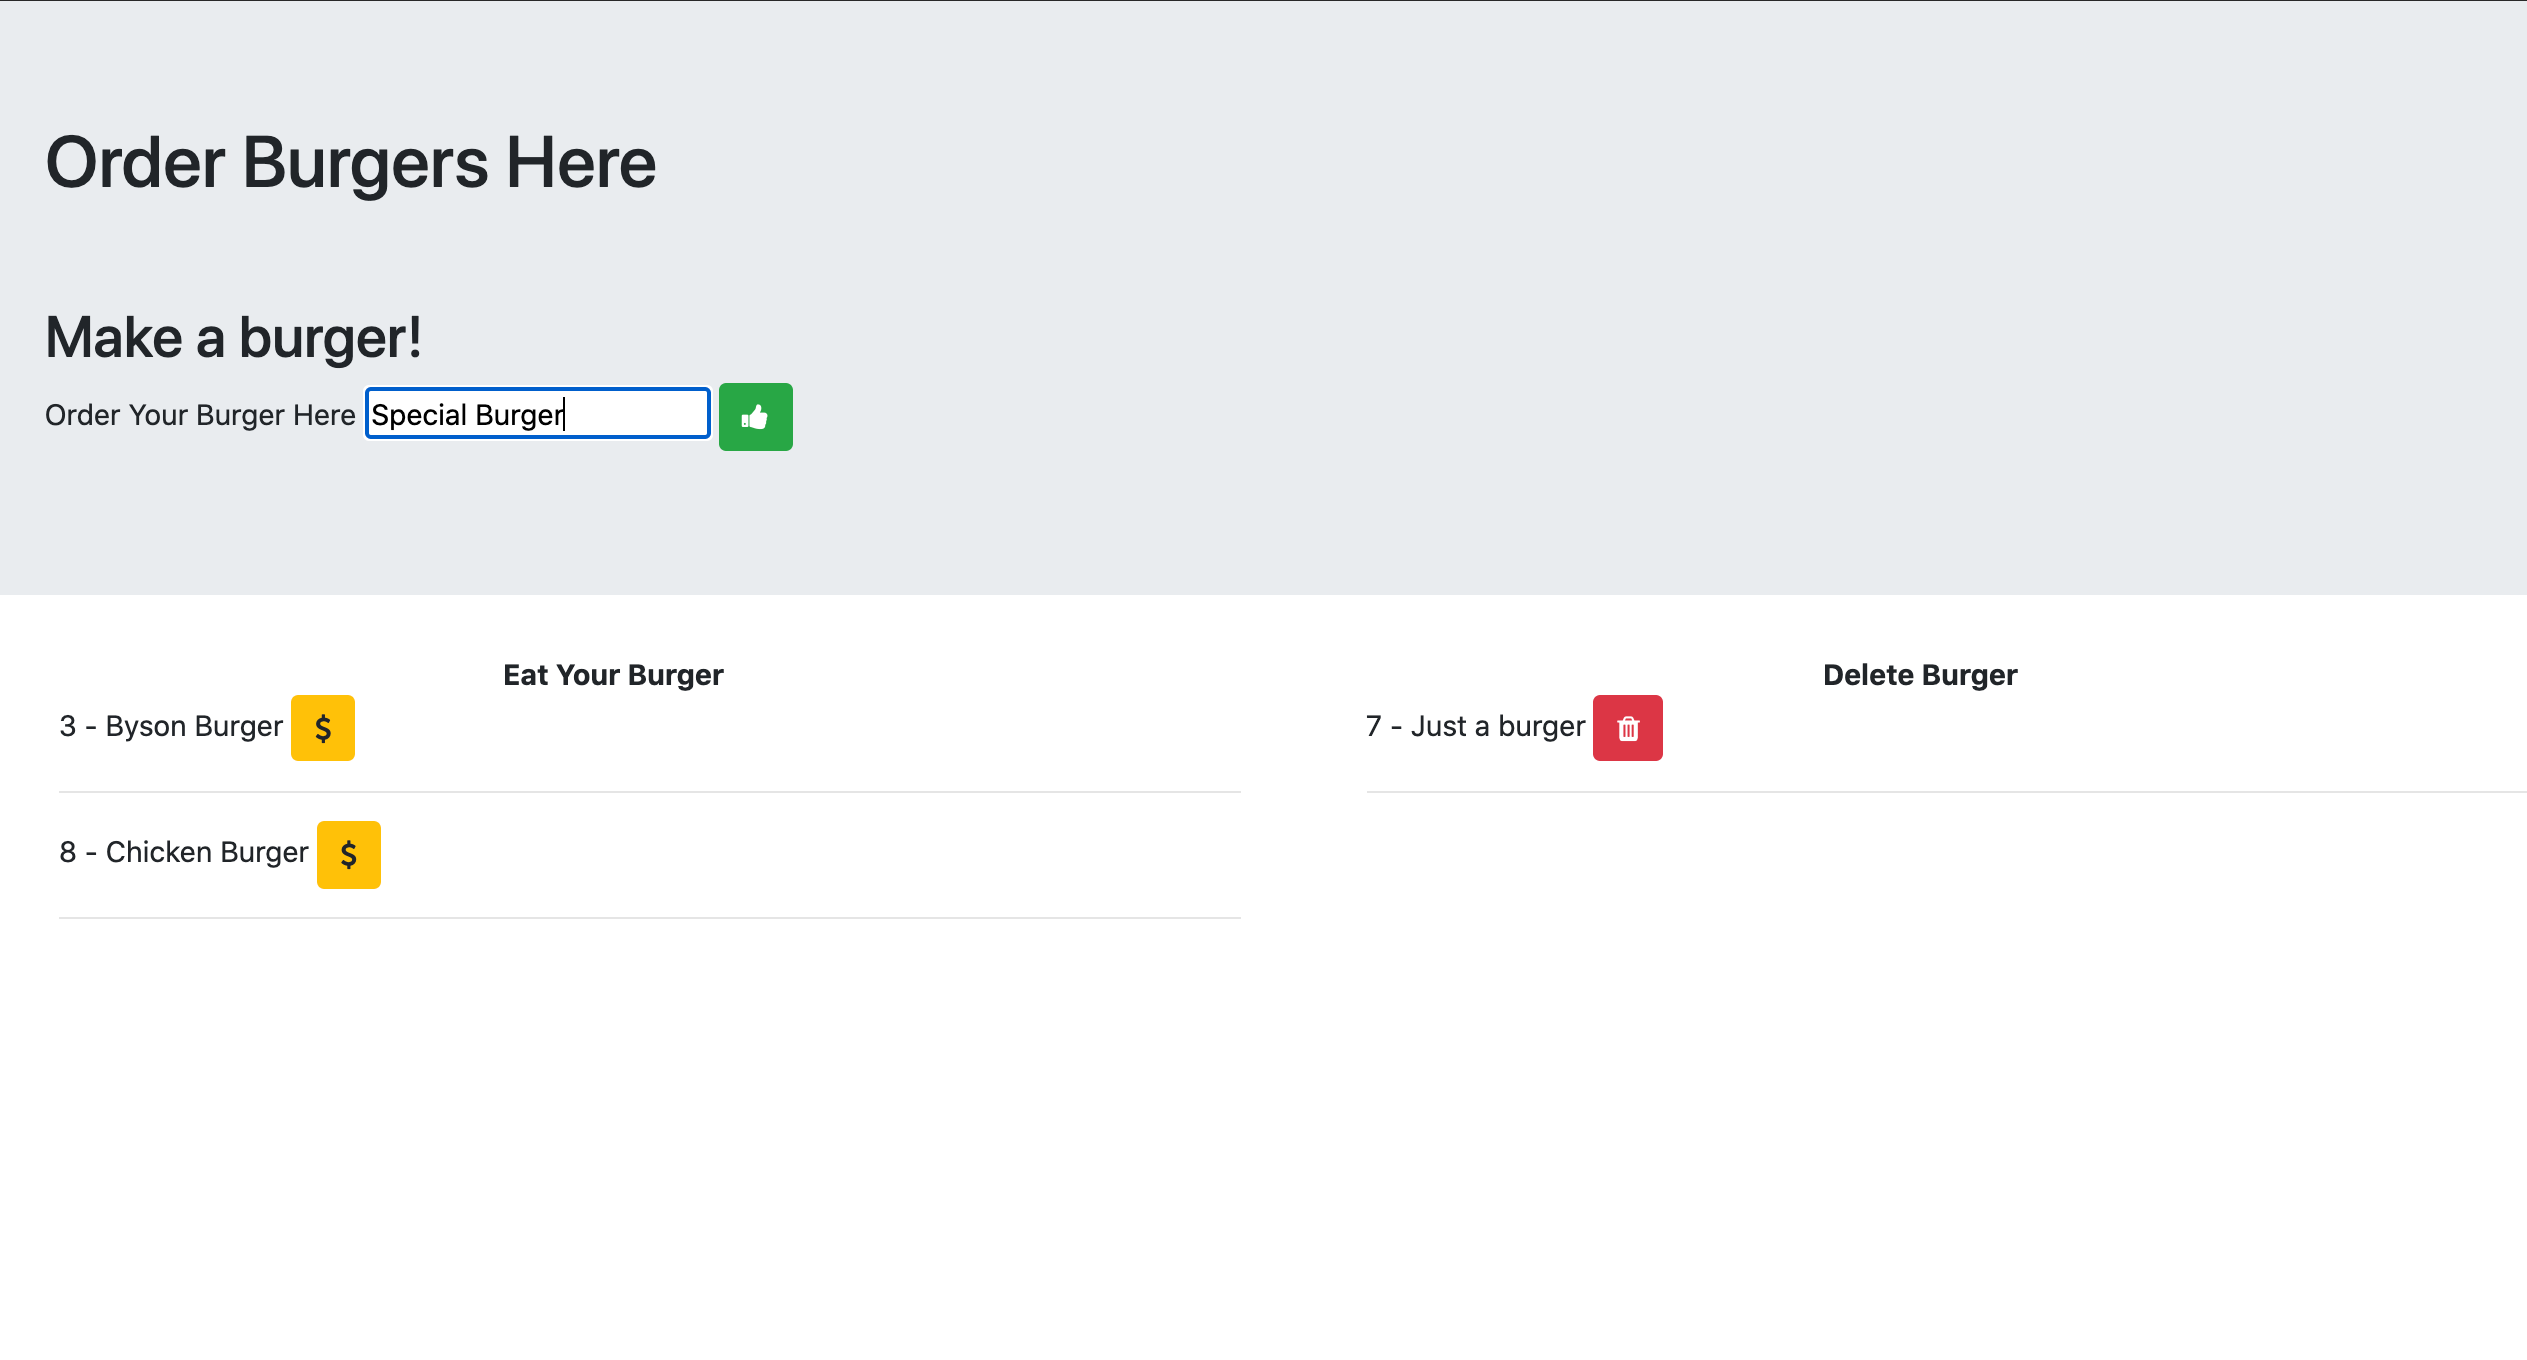 Order Burgers Here
Make a burger!
Order Your Burger Here Special Burger
Eat Your Burger
3 - Byson Burger $
8 - Chicken Burger $
Delete Burger
7 - Just a burger